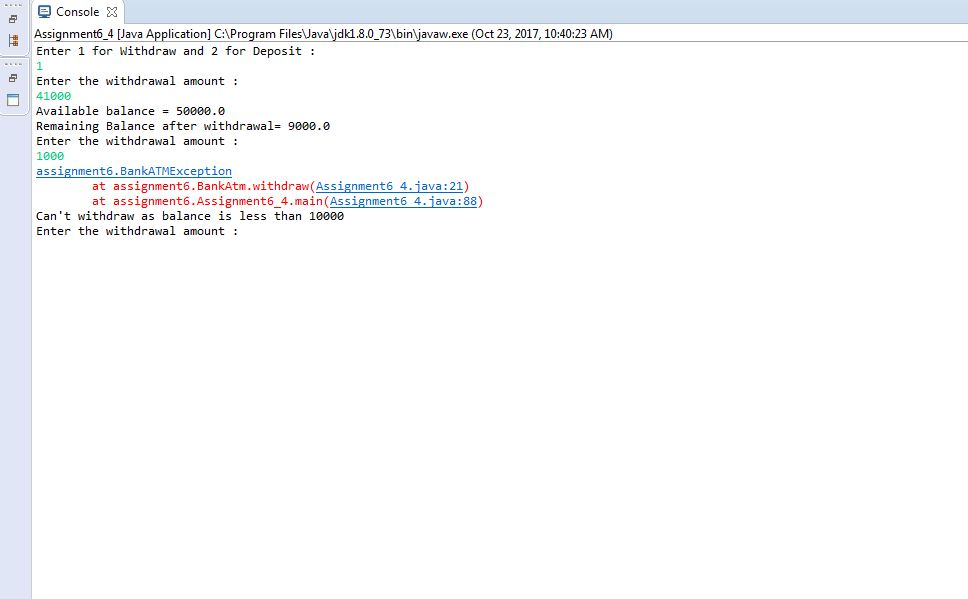 Console
Assignment6_4 [Java Application] C:\Program Files\Java\jdk1.8.0_73\bin\javaw.exe (Oct 23, 2017, 10:40:23 AM)
Enter 1 for Withdraw and 2 for Deposit :
1
Enter the withdrawal amount :
41000
Available balance = 50000.0
Remaining Balance after withdrawal= 9000.0
Enter the withdrawal amount :
1000
assignment6.BankATMException
	at assignment6.BankAtm.withdraw(Assignment6_4.java:21)
	at assignment6.Assignment6_4.main(Assignment6_4.java:88)
Can't withdraw as balance is less than 10000
Enter the withdrawal amount :